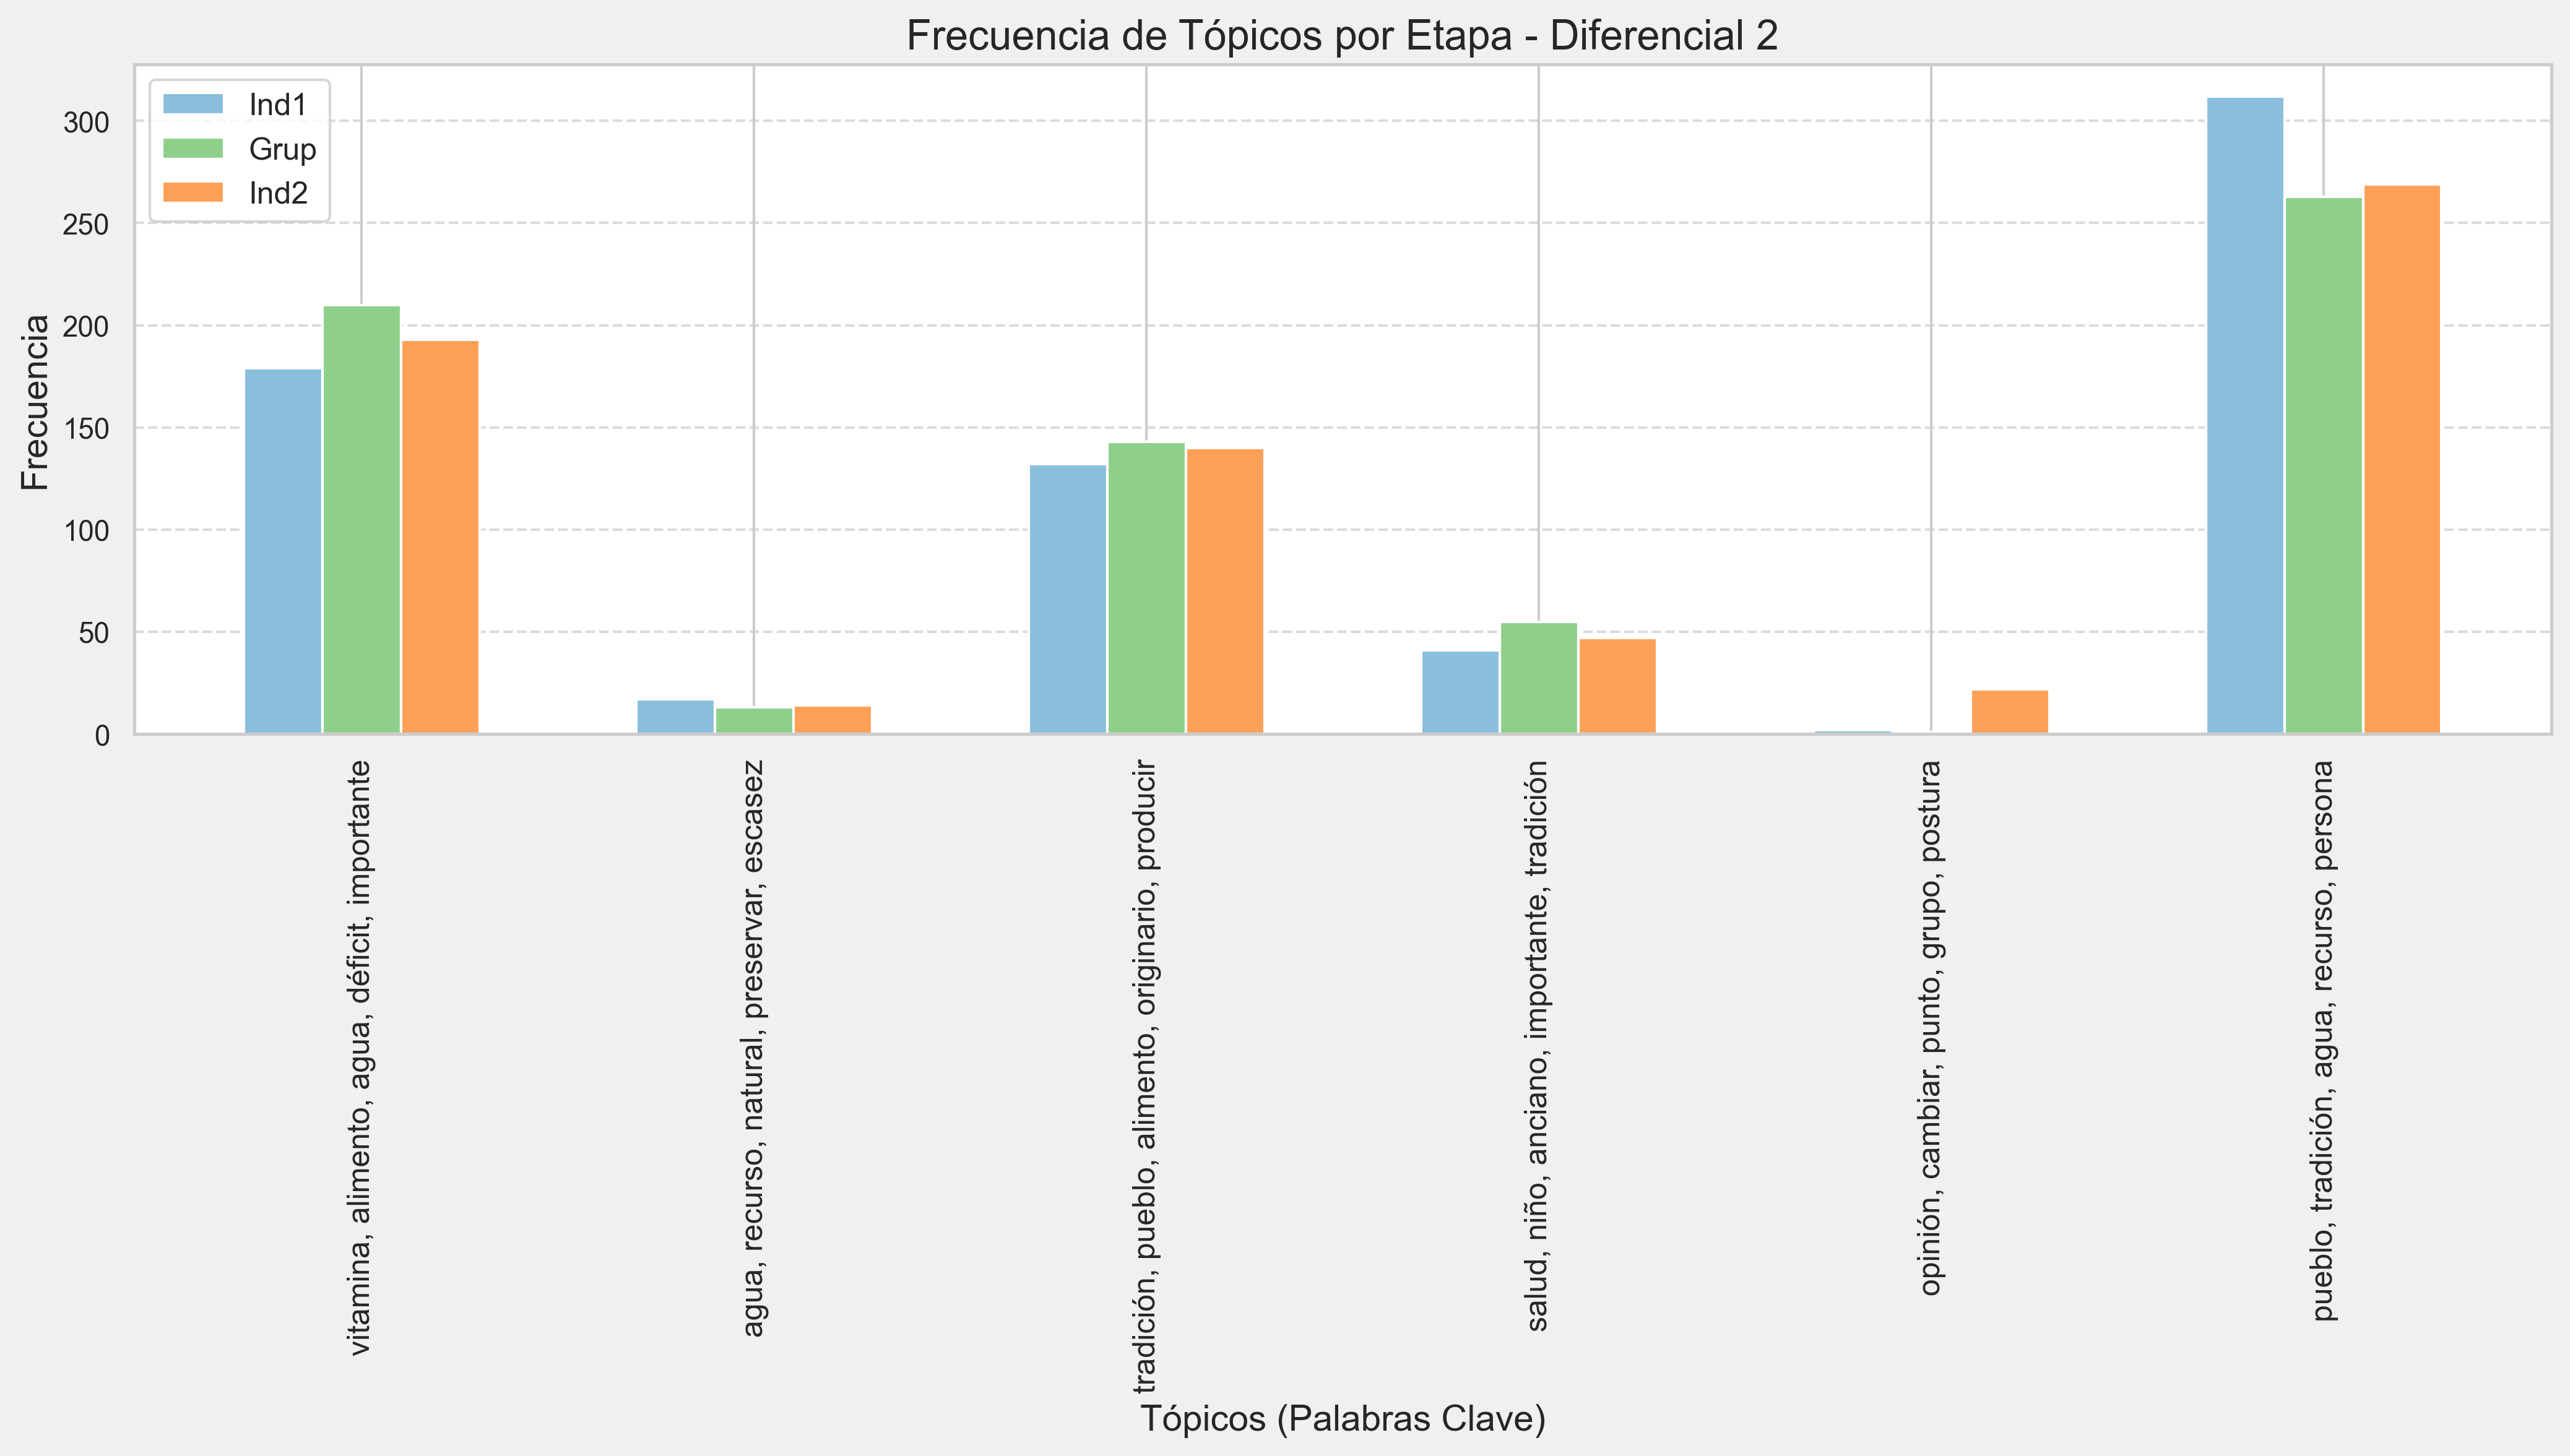 Frecuencia de Tópicos por Etapa - Diferencial 2
Ind1
Grup
Ind2
Frecuencia
300
250
200
150
100
50
0
vitamina, alimento, agua, déficit, importante
agua, recurso, natural, preservar, escasez
tradición, pueblo, alimento, originario, producir
salud, niño, anciano, importante, tradición
opinión, cambiar, punto, grupo, postura
pueblo, tradición, agua, recurso, persona
Tópicos (Palabras Clave)